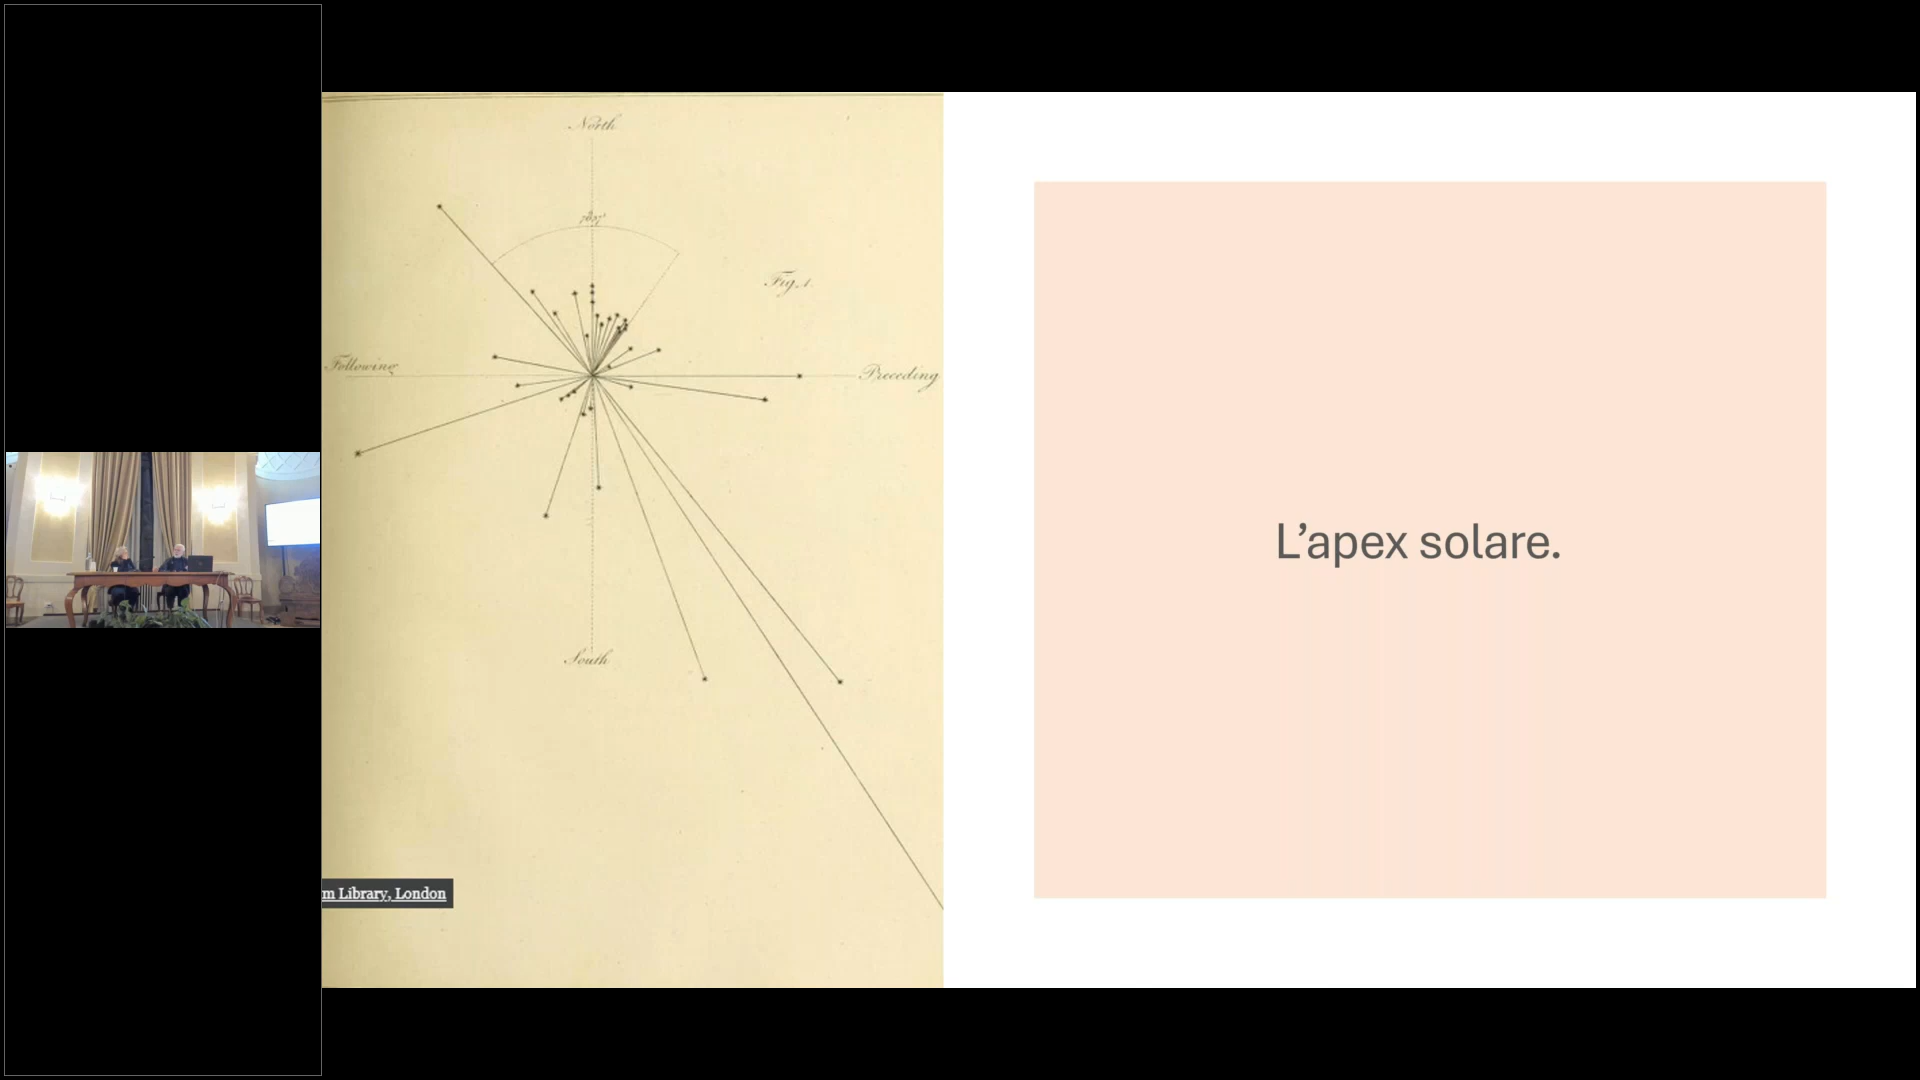 North
Fig. 1.
Following
Preceding
South
m Library, London
L’apex solare.